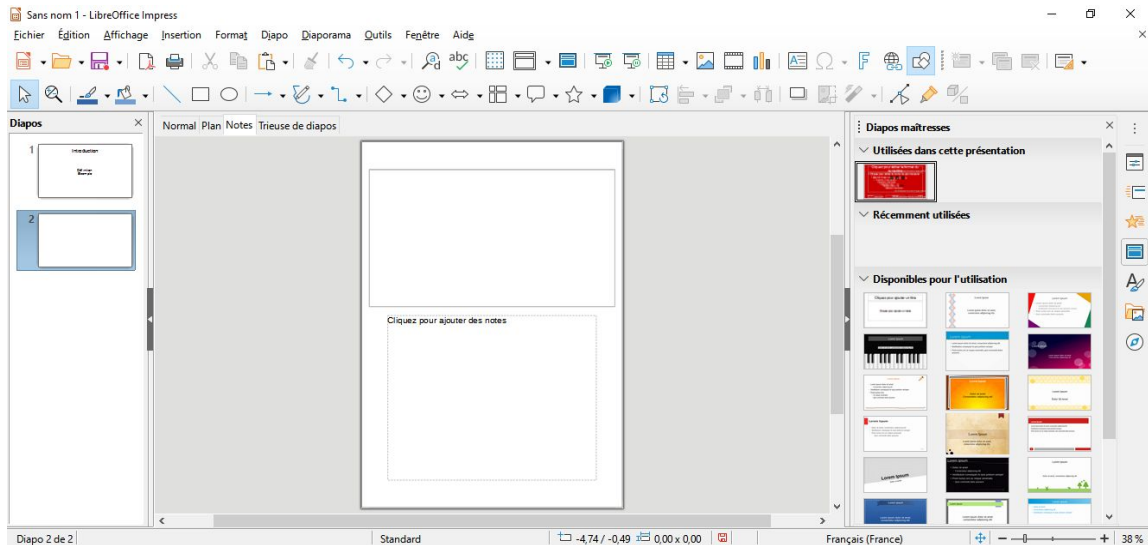 Sans nom 1 - LibreOffice Impress
Fichier Édition Affichage Insertion Format Diapo Diaporama Outils Fenêtre Aide
Diapos
Normal Plan Notes Trieuse de diapos
1
Introduction
2
Cliquez pour ajouter des notes
Diapos maîtresses
Utilisées dans cette présentation
Récemment utilisées
Disponibles pour l'utilisation
Diapo 2 de 2 Standard -4,74 / -0,49 0,00 x 0,00 Français (France) 38 %